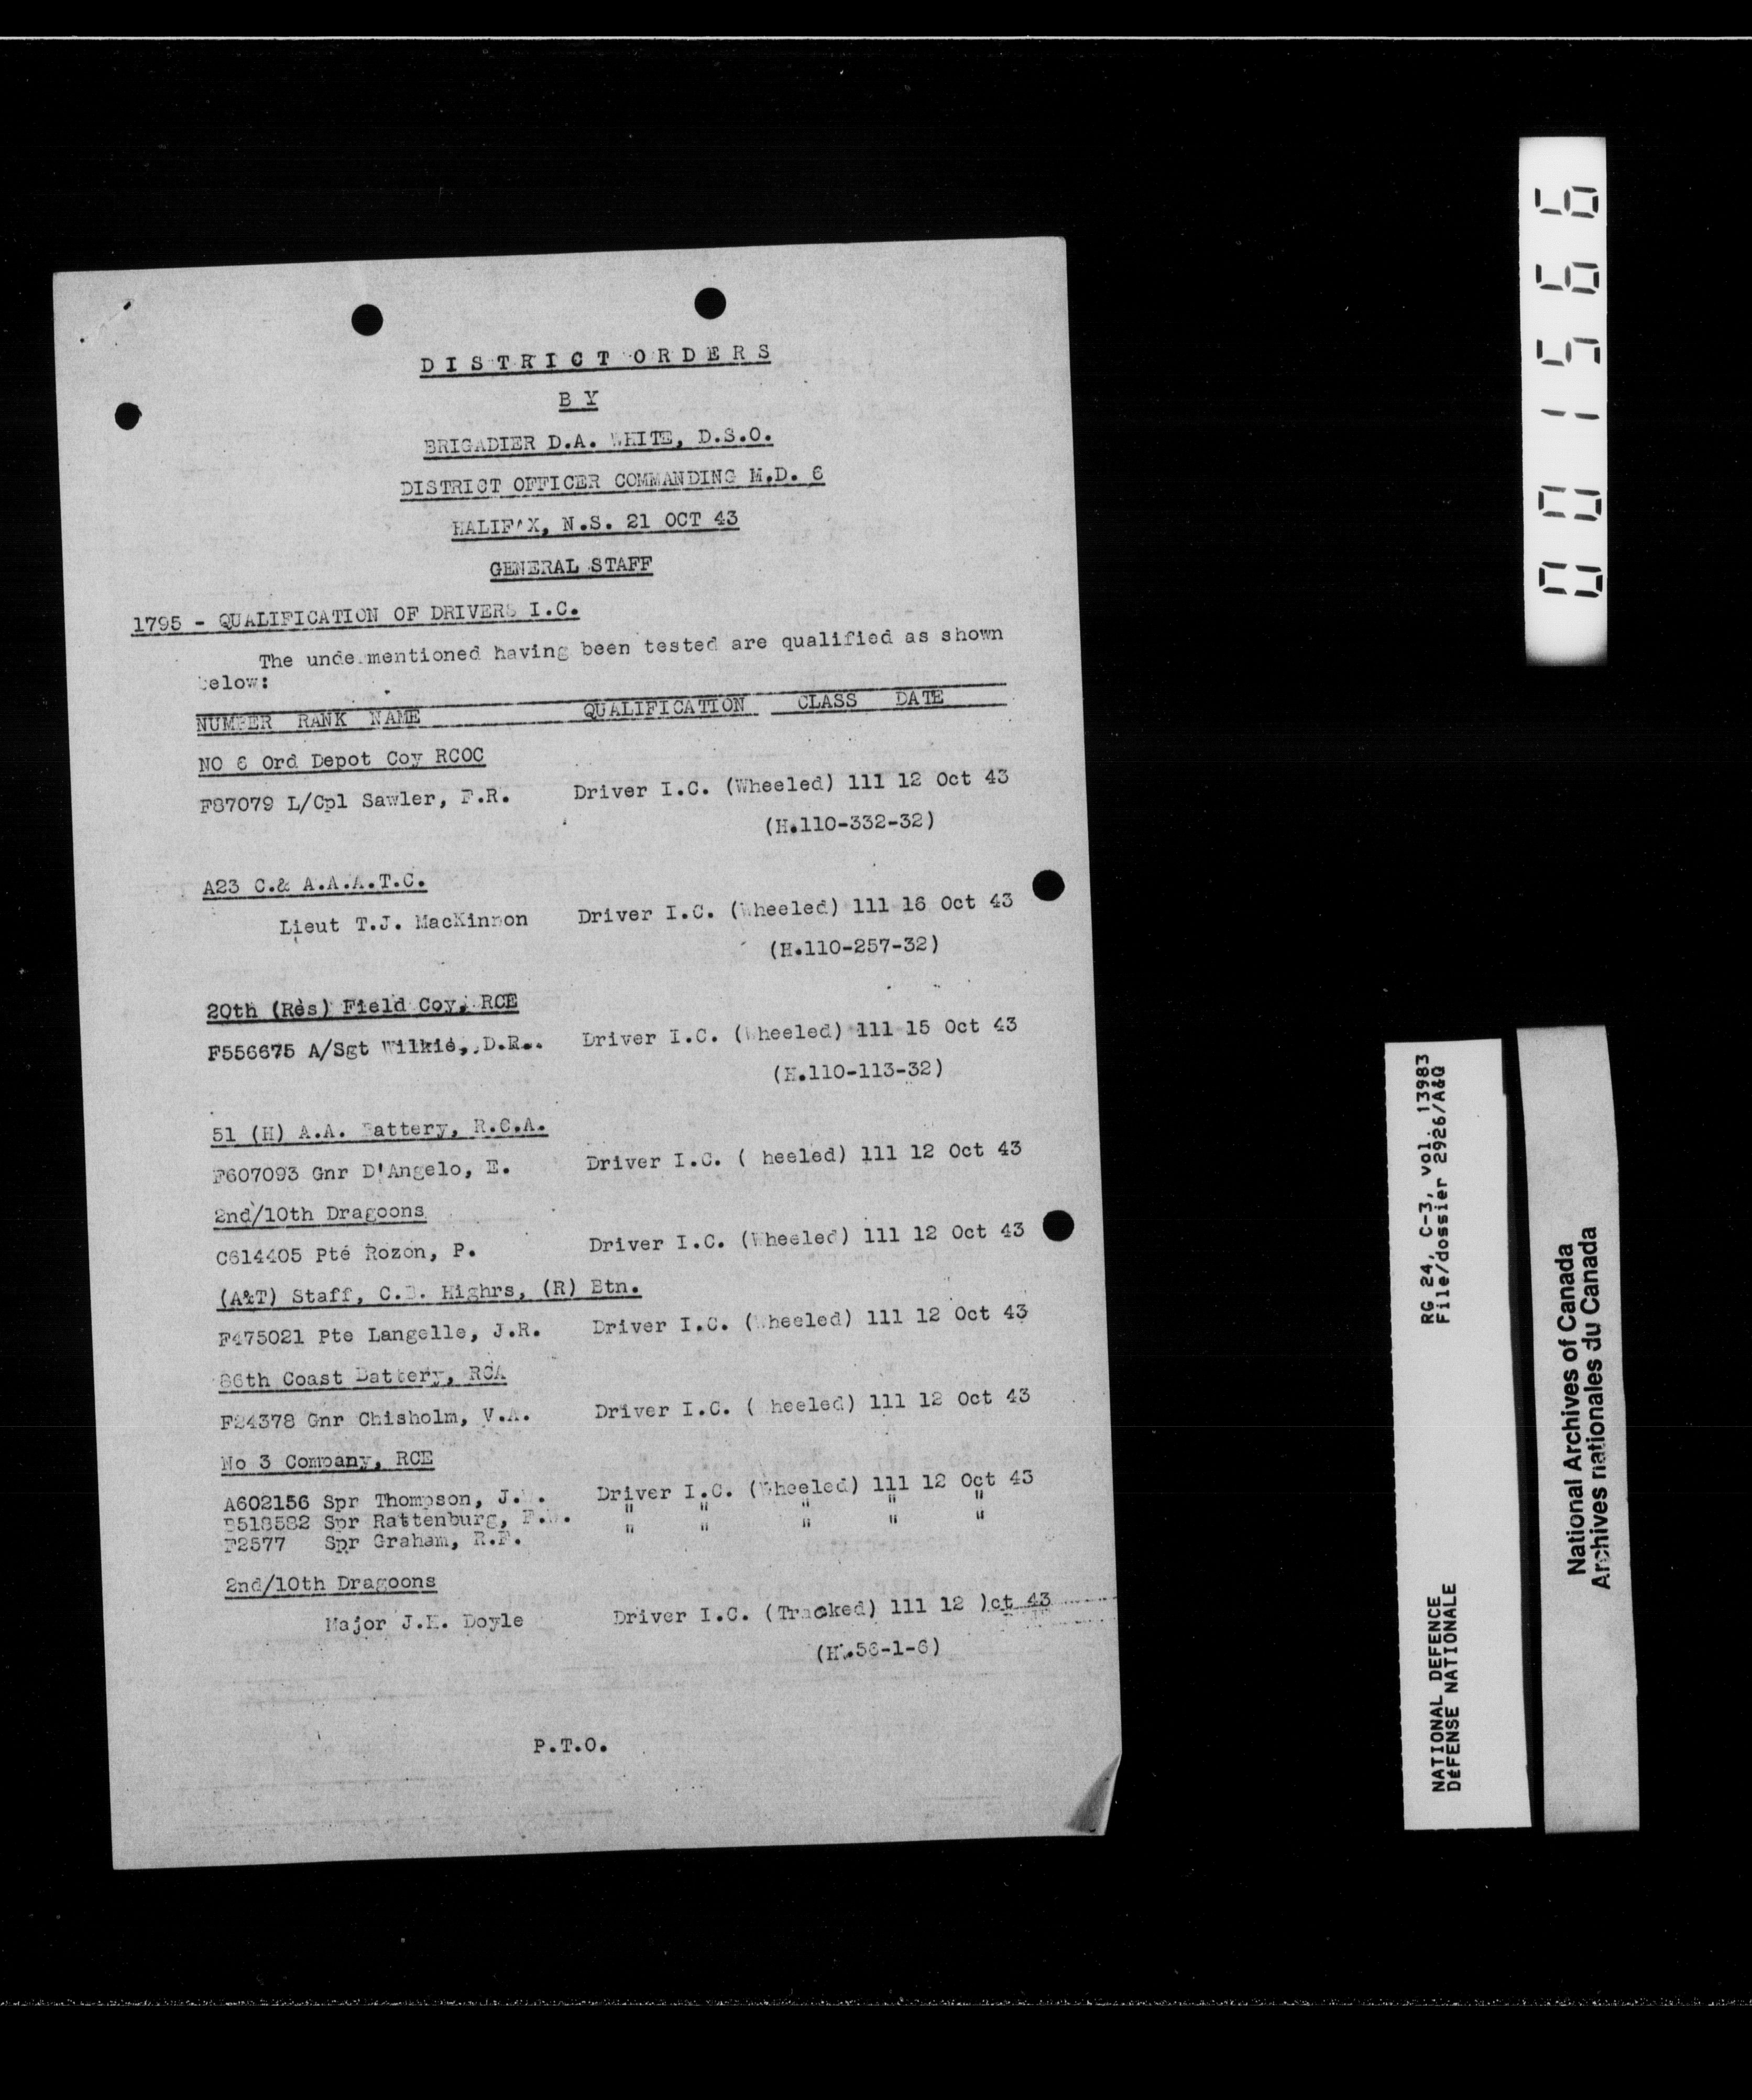 DISTRICT ORDERS
BY
BRIGADIER D.A. WHITE, D.S.O.
DISTRICT OFFICER COMMANDING M.D. 6
HALIFAX, N.S. 21 OCT 43
GENERAL STAFF
1795 - QUALIFICATION OF DRIVERS I.C.
The undermentioned having been tested are qualified as shown
below:
NUMBER RANK NAME QUALIFICATION CLASS DATE
NO 6 Ord Depot Coy RCOC
F87079 L/Cpl Sawler, F.R. Driver I.C. (Wheeled) 111 12 Oct 43
(H.110-332-32)
A23 C.& A.A.A.T.C.
Lieut T.J. MacKinnon Driver I.C. (Wheeled) 111 16 Oct 43
(H.110-257-32)
20th (Res) Field Coy, RCE
F556675 A/Sgt Wilkie, D.R. Driver I.C. (Wheeled) 111 15 Oct 43
(H.110-113-32)
51 (H) A.A. Battery, R.C.A.
F607093 Gnr D'Angelo, E. Driver I.C. ( heeled) 111 12 Oct 43
2nd/10th Dragoons
C614405 Pte Rozon, P. Driver I.C. (Wheeled) 111 12 Oct 43
(A&T) Staff, C.B. Highrs, (R) Btn.
F475021 Pte Langelle, J.R. Driver I.C. (Wheeled) 111 12 Oct 43
86th Coast Battery, RCA
F24378 Gnr Chisholm, V.A. Driver I.C. ( heeled) 111 12 Oct 43
No 3 Company, RCE
A602156 Spr Thompson, Driver I.C. (Wheeled) 111 12 Oct 43
Spr Rattenburg, " " " " "
F2577 Spr Graham, R.F. " " " " "
2nd/10th Dragoons
Major Doyle Driver I.C. (Tracked) 111 12 Oct 43
(H.56-1-6)
P.T.O.
001566
NATIONAL DEFENCE RG 24, C-3, vol. 13983
DÉFENSE NATIONALE File/dossier 2926/A&Q
National Archives of Canada
Archives nationales du Canada